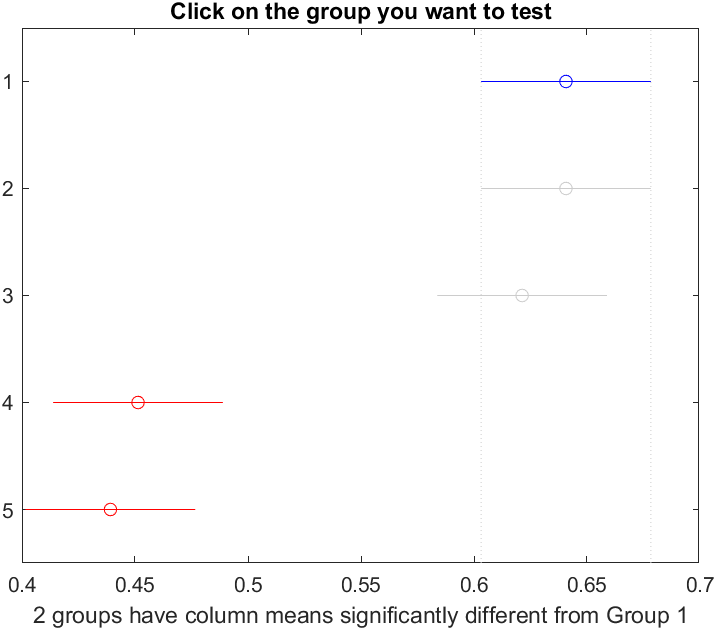 Click on the group you want to test
1
2
3
4
5
0.4 0.45 0.5 0.55 0.6 0.65 0.7
2 groups have column means significantly different from Group 1